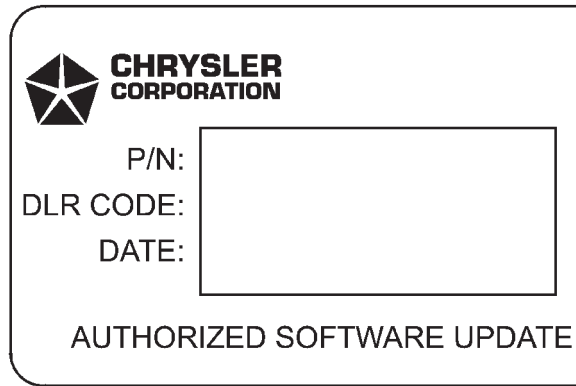 CHRYSLER
CORPORATION
P/N:
DLR CODE:
DATE:
AUTHORIZED SOFTWARE UPDATE